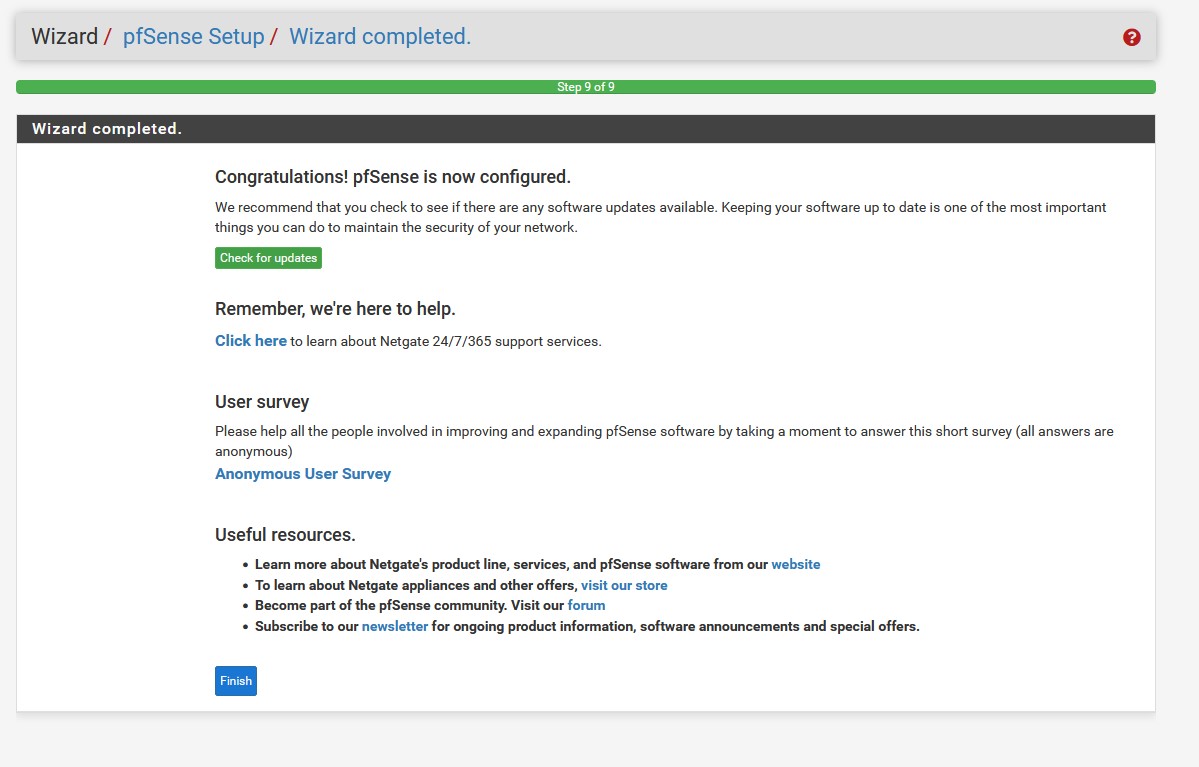 Wizard / pfSense Setup / Wizard completed.
Step 9 of 9
Wizard completed.
Congratulations! pfSense is now configured.
We recommend that you check to see if there are any software updates available. Keeping your software up to date is one of the most important
things you can do to maintain the security of your network.
Check for updates
Remember, we're here to help.
Click here to learn about Netgate 24/7/365 support services.
User survey
Please help all the people involved in improving and expanding pfSense software by taking a moment to answer this short survey (all answers are
anonymous)
Anonymous User Survey
Useful resources.
• Learn more about Netgate's product line, services, and pfSense software from our website
• To learn about Netgate appliances and other offers, visit our store
• Become part of the pfSense community. Visit our forum
• Subscribe to our newsletter for ongoing product information, software announcements and special offers.
Finish